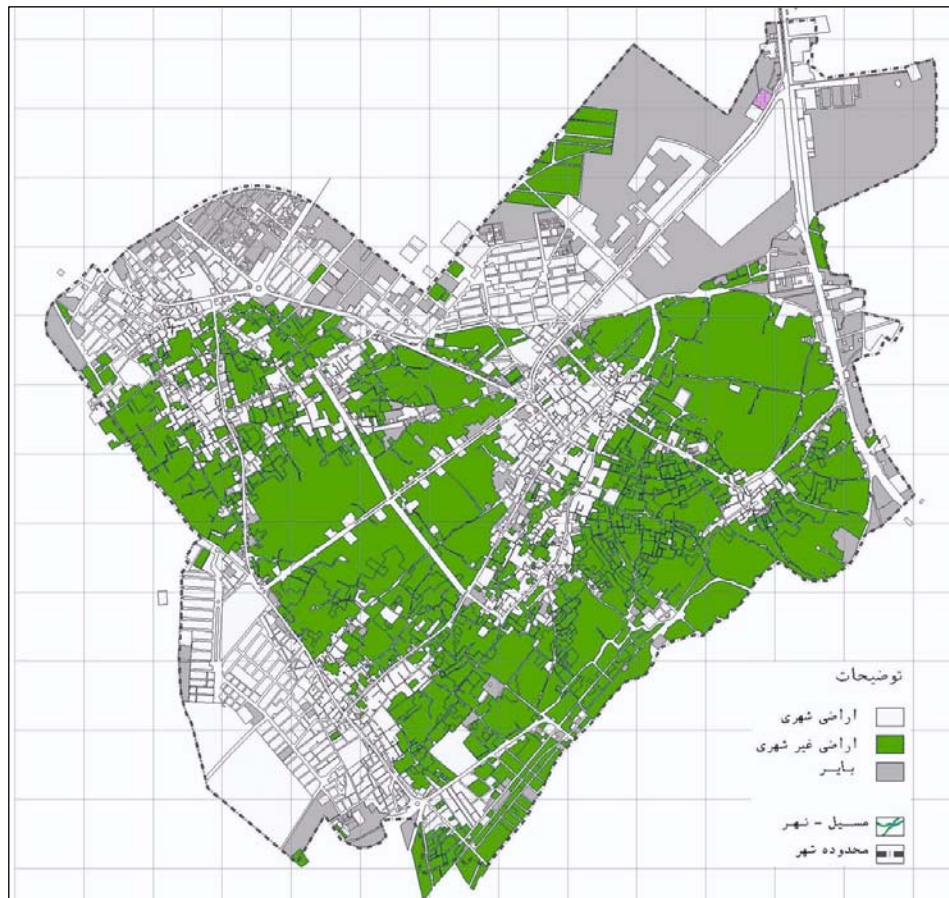 توضیحات
اراضی شهری
اراضی غیر شهری
بایر
مسیل - نهر
محدوده شهر